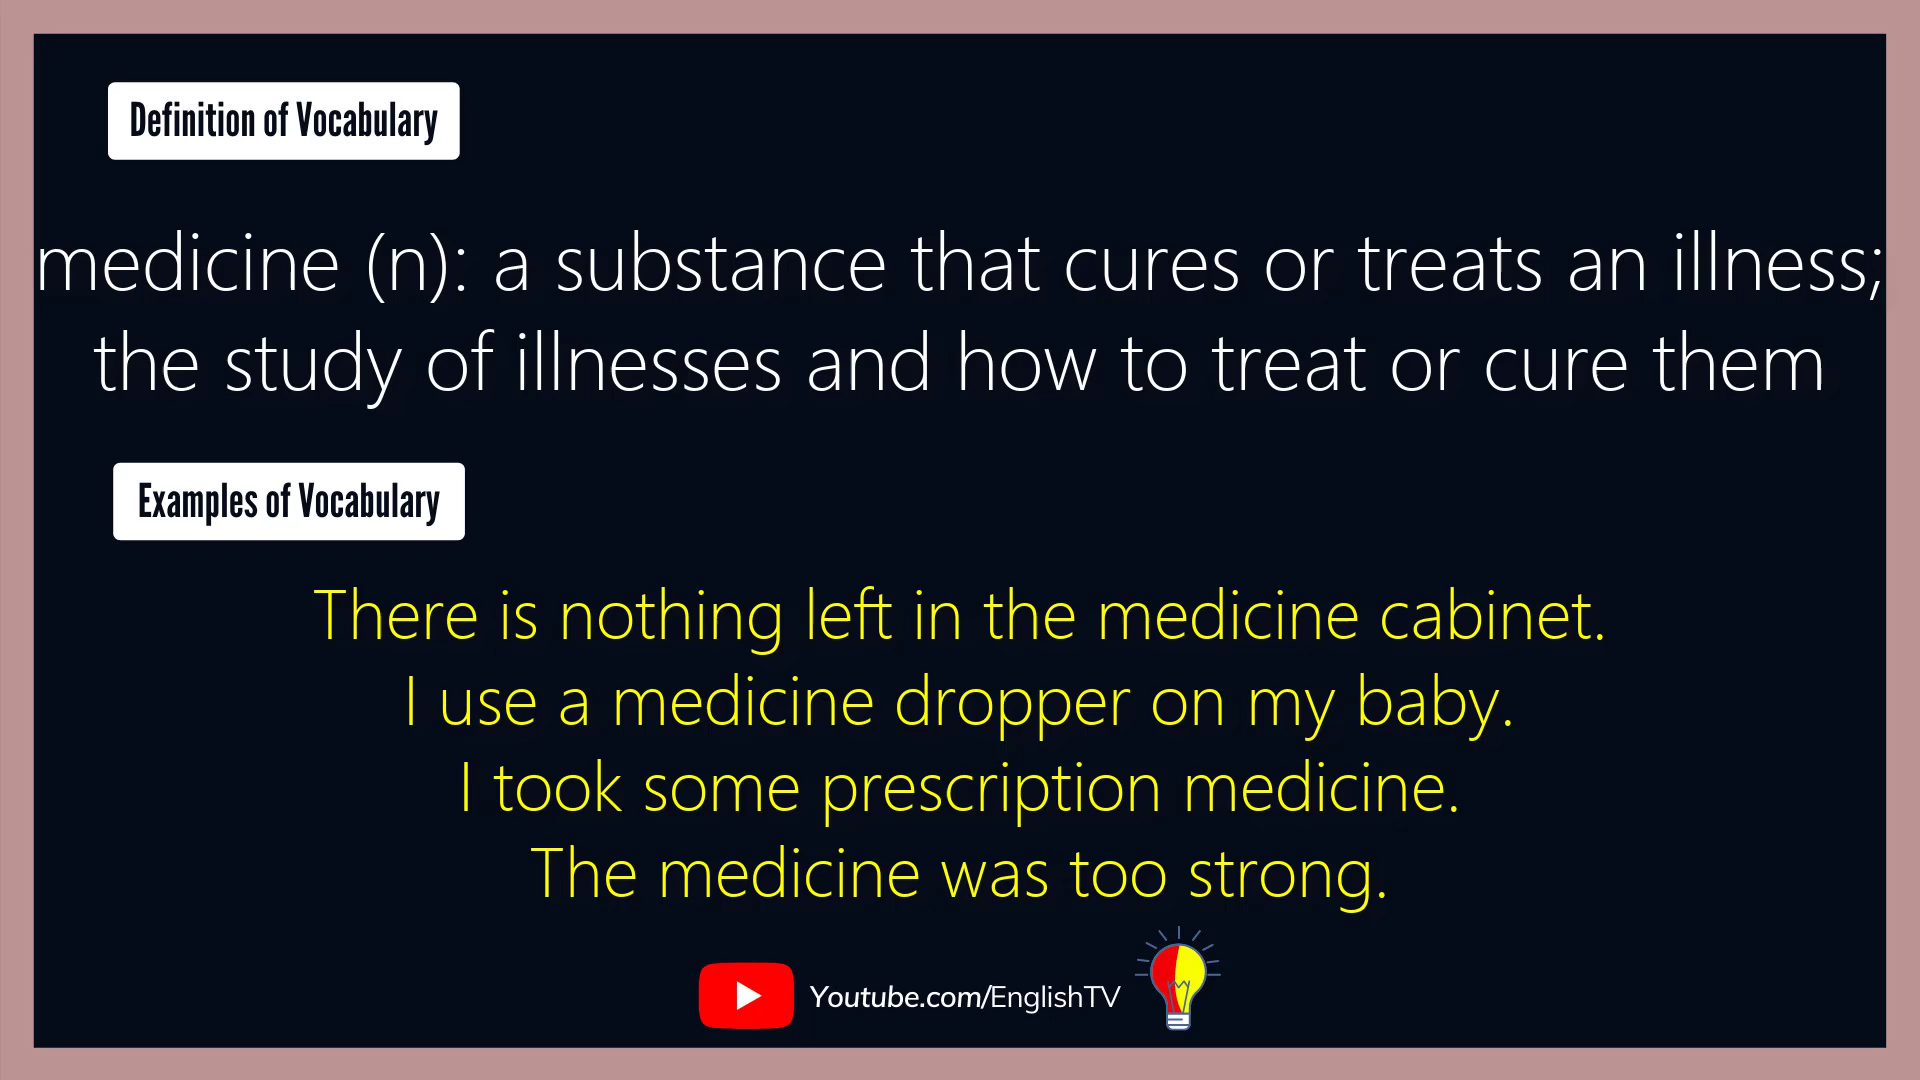 Definition of Vocabulary
medicine (n): a substance that cures or treats an illness;
the study of illnesses and how to treat or cure them
Examples of Vocabulary
There is nothing left in the medicine cabinet.
I use a medicine dropper on my baby.
I took some prescription medicine.
The medicine was too strong.
Youtube.com/EnglishTV